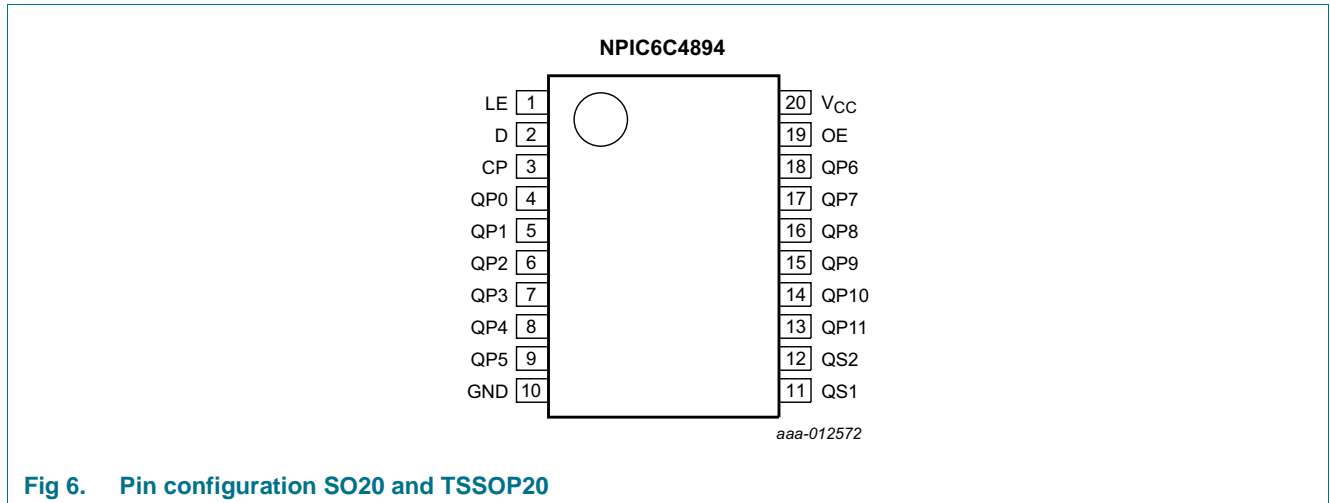 NPIC6C4894
LE 1 20 VCC
D 2 19 OE
CP 3 18 QP6
QP0 4 17 QP7
QP1 5 16 QP8
QP2 6 15 QP9
QP3 7 14 QP10
QP4 8 13 QP11
QP5 9 12 QS2
GND 10 11 QS1
aaa-012572
Fig 6. Pin configuration SO20 and TSSOP20